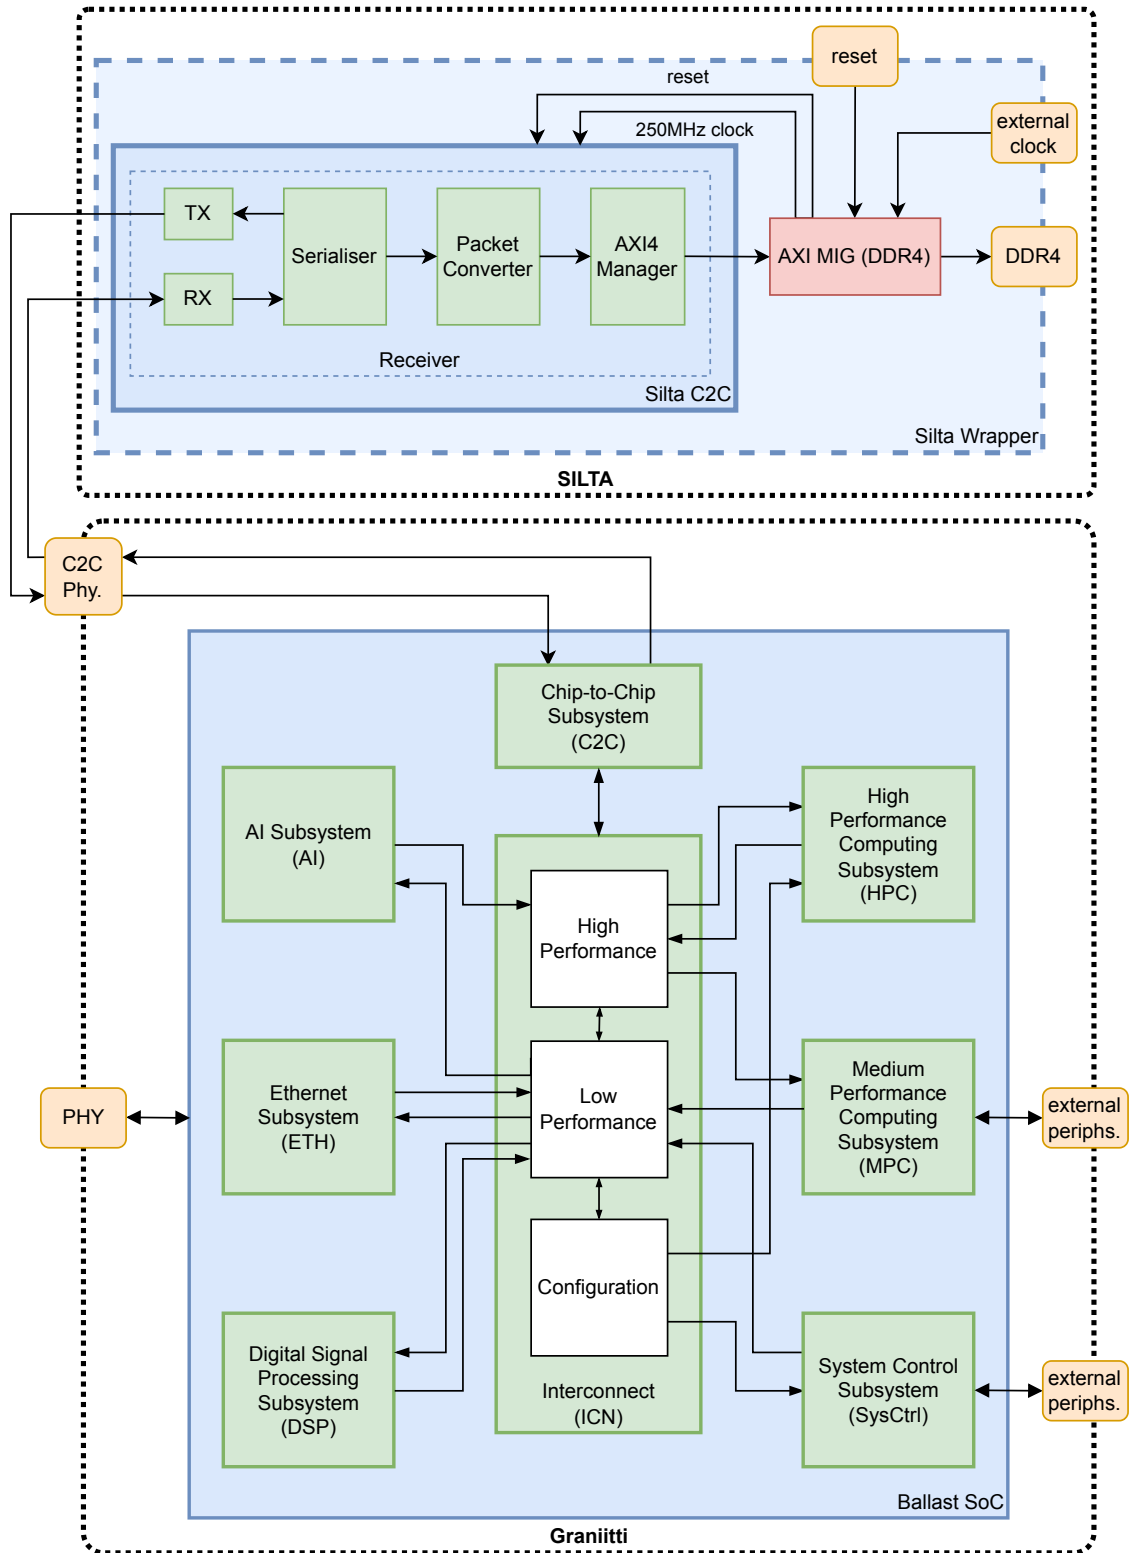 reset
reset
250MHz clock
external
clock
TX
RX
Serialiser
Packet
Converter
AXI4
Manager
AXI MIG (DDR4)
DDR4
Receiver
Silta C2C
Silta Wrapper
SILTA
C2C
Phy.
Chip-to-Chip
Subsystem
(C2C)
AI Subsystem
(AI)
High
Performance
Computing
Subsystem
(HPC)
High
Performance
Ethernet
Subsystem
(ETH)
Low
Performance
Medium
Performance
Computing
Subsystem
(MPC)
PHY
external
periphs.
Configuration
Digital Signal
Processing
Subsystem
(DSP)
Interconnect
(ICN)
System Control
Subsystem
(SysCtrl)
external
periphs.
Ballast SoC
Graniitti